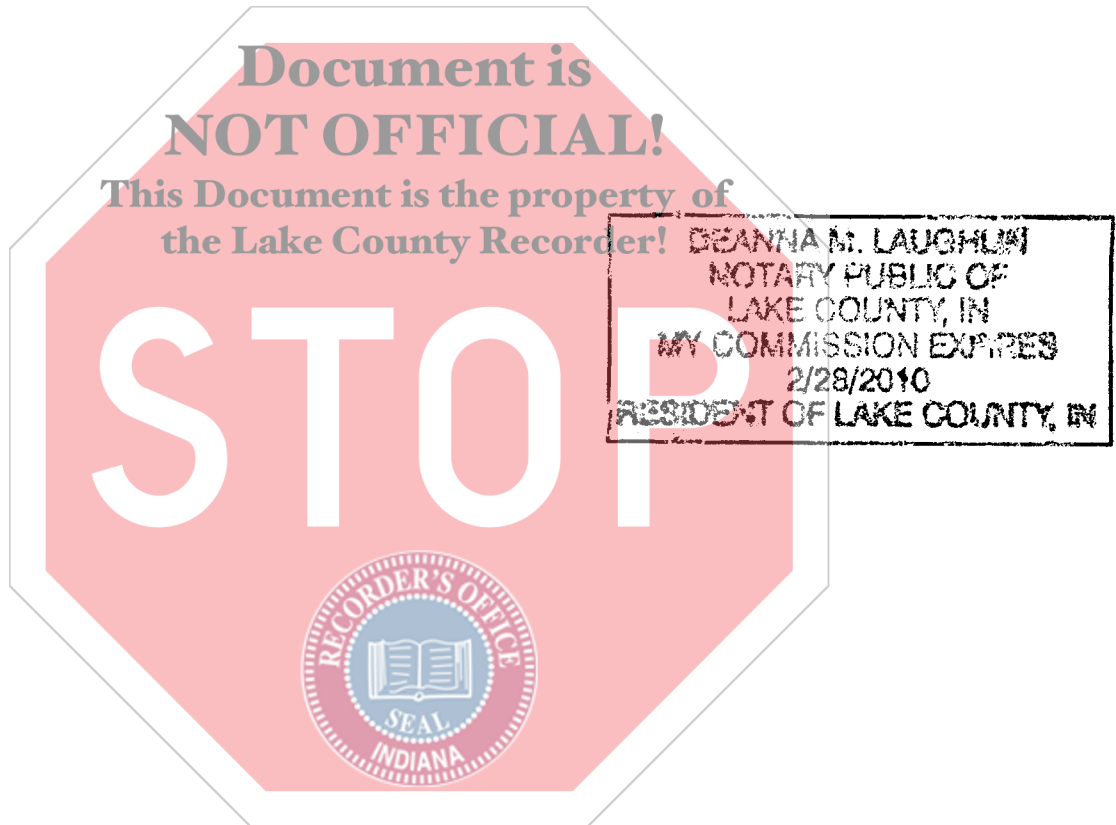 Document is
NOT OFFICIAL!
This Document is the property of
the Lake County Recorder!
DEANNA M. LAUGHLIN
NOTARY PUBLIC OF
LAKE COUNTY, IN
MY COMMISSION EXPIRES
2/28/2010
RESIDENT OF LAKE COUNTY, IN
STOP
RECORDER'S OFFICE
SEAL
INDIANA